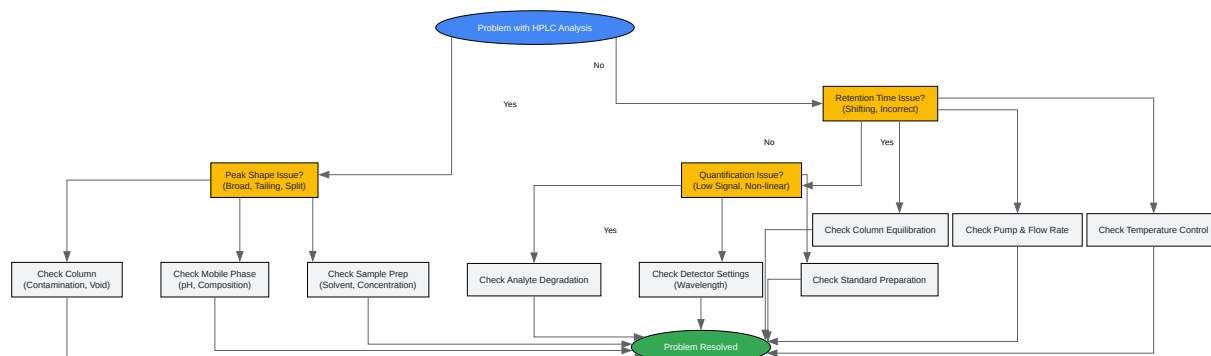 Problem with HPLC Analysis
No
Yes
Retention Time Issue?
(Shifting, Incorrect)
No
Yes
Peak Shape Issue?
(Broad, Tailing, Split)
Quantification Issue?
(Low Signal, Non-linear)
Yes
Check Column Equilibration
Check Pump & Flow Rate
Check Temperature Control
Check Column
(Contamination, Void)
Check Mobile Phase
(pH, Composition)
Check Sample Prep
(Solvent, Concentration)
Check Analyte Degradation
Check Detector Settings
(Wavelength)
Check Standard Preparation
Problem Resolved